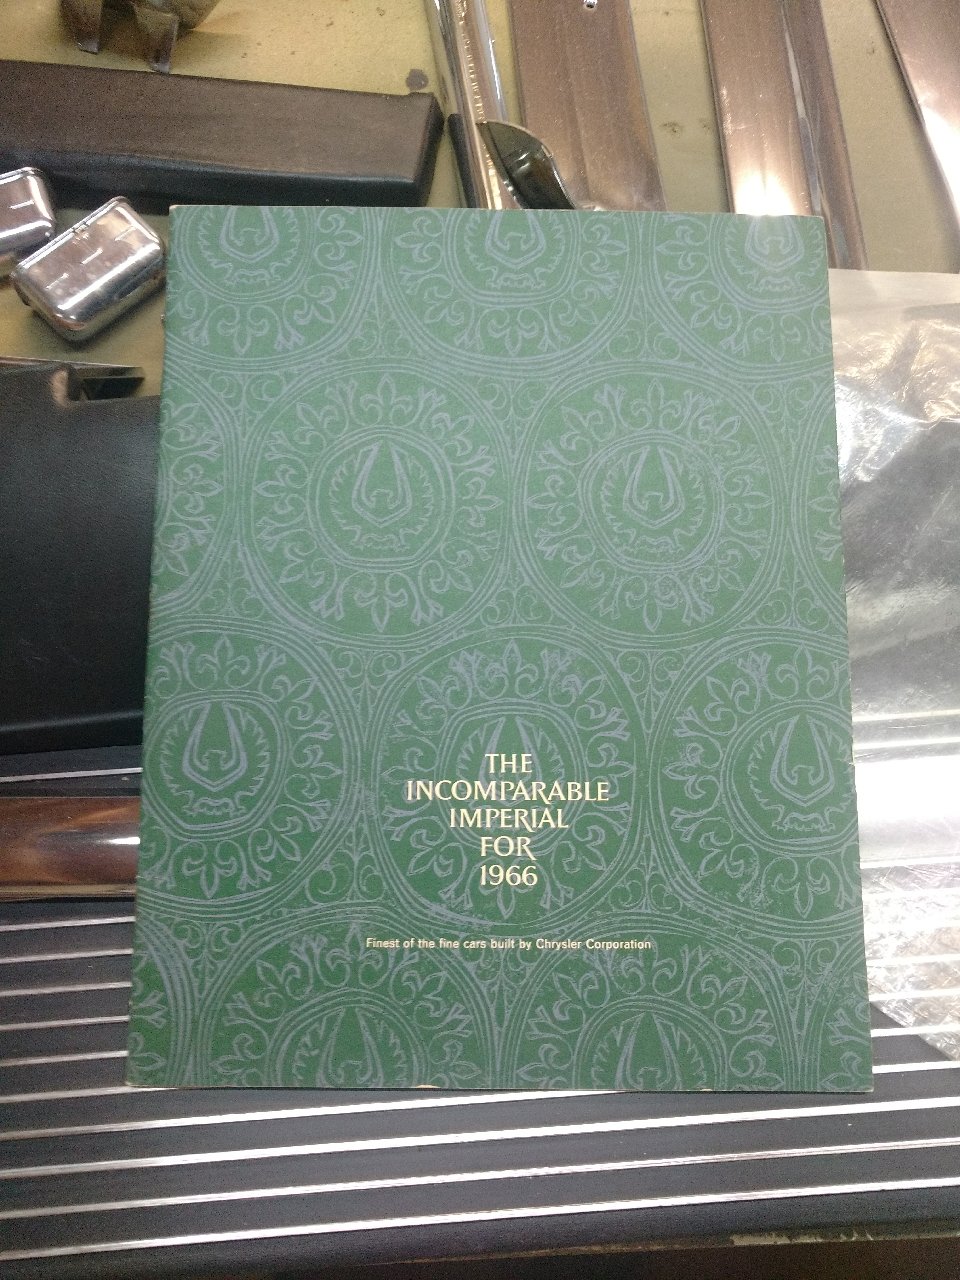 THE
INCOMPARABLE
IMPERIAL
FOR
1966
Finest of the fine cars built by Chrysler Corporation